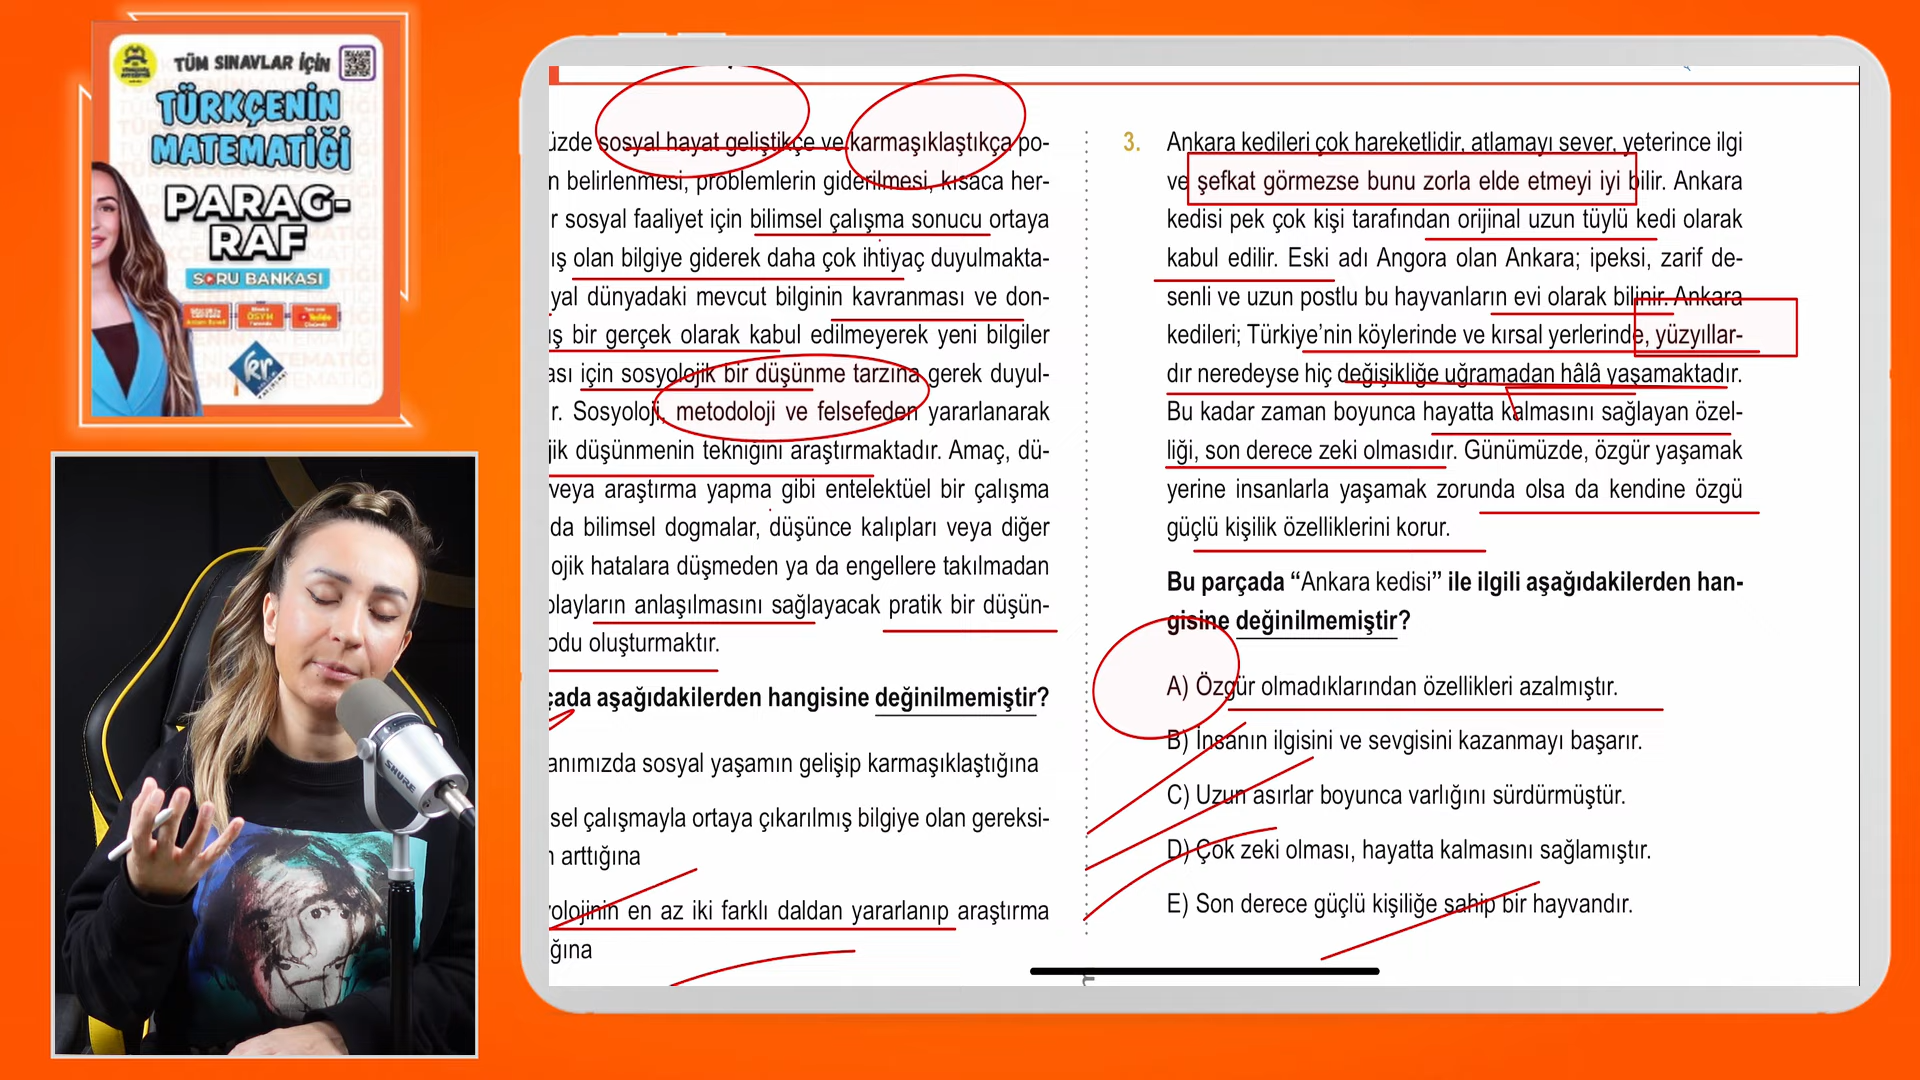 TÜM SINAVLAR İÇİN
TÜRKÇENİN
MATEMATİĞİ
PARAG-
RAF
SORU BANKASI
SHURE
sosyal hayat geliştikçe ve karmaşıklaştıkça po-
belirlenmesi, problemlerin giderilmesi, kısaca her-
sosyal faaliyet için bilimsel çalışma sonucu ortaya
olan bilgiye giderek daha çok ihtiyaç duyulmakta-
dünyadaki mevcut bilginin kavranması ve don-
bir gerçek olarak kabul edilmeyerek yeni bilgiler
için sosyolojik bir düşünme tarzına gerek duyul-
r. Sosyoloji, metodoloji ve felsefeden yararlanarak
düşünmenin tekniğini araştırmaktadır. Amaç, dü-
veya araştırma yapma gibi entelektüel bir çalışma
da bilimsel dogmalar, düşünce kalıpları veya diğer
hatalara düşmeden ya da engellere takılmadan
olayların anlaşılmasını sağlayacak pratik bir düşün-
odu oluşturmaktır.
çada aşağıdakilerden hangisine değinilmemiştir?
anımızda sosyal yaşamın gelişip karmaşıklaştığına
sel çalışmayla ortaya çıkarılmış bilgiye olan gereksi-
n arttığına
yolojinin en az iki farklı daldan yararlanıp araştırma
ğına
3. Ankara kedileri çok hareketlidir, atlamayı sever, yeterince ilgi
ve şefkat görmezse bunu zorla elde etmeyi iyi bilir. Ankara
kedisi pek çok kişi tarafından orijinal uzun tüylü kedi olarak
kabul edilir. Eski adı Angora olan Ankara; ipeksi, zarif de-
senli ve uzun postlu bu hayvanların evi olarak bilinir. Ankara
kedileri; Türkiye’nin köylerinde ve kırsal yerlerinde, yüzyıllar-
dır neredeyse hiç değişikliğe uğramadan hâlâ yaşamaktadır.
Bu kadar zaman boyunca hayatta kalmasını sağlayan özel-
liği, son derece zeki olmasıdır. Günümüzde, özgür yaşamak
yerine insanlarla yaşamak zorunda olsa da kendine özgü
güçlü kişilik özelliklerini korur.
Bu parçada “Ankara kedisi” ile ilgili aşağıdakilerden han-
gisine değinilmemiştir?
A) Özgür olmadıklarından özellikleri azalmıştır.
B) İnsanın ilgisini ve sevgisini kazanmayı başarır.
C) Uzun asırlar boyunca varlığını sürdürmüştür.
D) Çok zeki olması, hayatta kalmasını sağlamıştır.
E) Son derece güçlü kişiliğe sahip bir hayvandır.